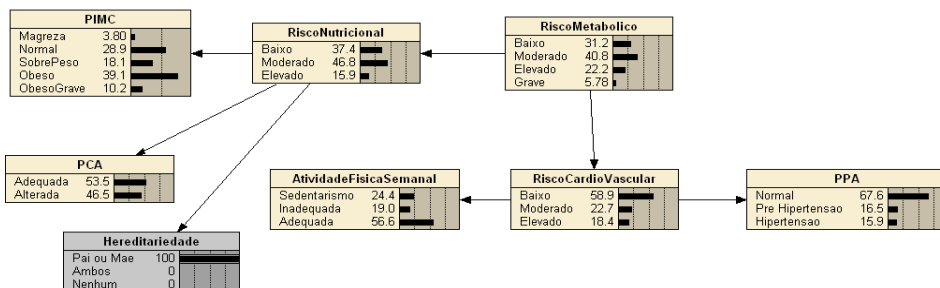 PIMC
Magreza 3.80
Normal 28.9
SobrePeso 18.1
Obeso 39.1
ObesoGrave 10.2
RiscoNutricional
Baixo 37.4
Moderado 46.8
Elevado 15.9
RiscoMetabolico
Baixo 31.2
Moderado 40.8
Elevado 22.2
Grave 5.78
PCA
Adequada 53.5
Alterada 46.5
AtividadeFisicaSemanal
Sedentarismo 24.4
Inadequada 19.0
Adequada 56.6
RiscoCardioVascular
Baixo 58.9
Moderado 22.7
Elevado 18.4
PPA
Normal 67.6
Pre Hipertensao 16.5
Hipertensao 15.9
Hereditariedade
Pai ou Mae 100
Ambos 0
Nenhum 0